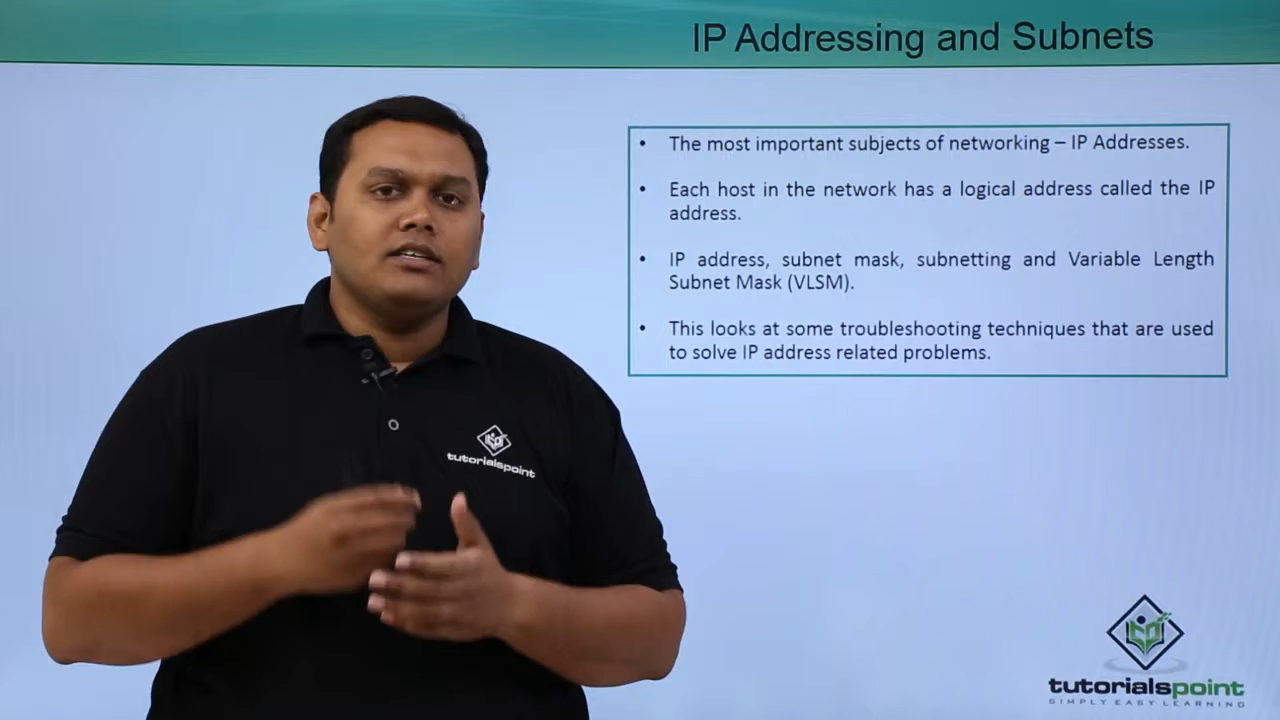 IP Addressing and Subnets
• The most important subjects of networking – IP Addresses.
• Each host in the network has a logical address called the IP
address.
• IP address, subnet mask, subnetting and Variable Length
Subnet Mask (VLSM).
• This looks at some troubleshooting techniques that are used
to solve IP address related problems.
tutorialspoint
tutorialspoint
SIMPLY EASY LEARNING